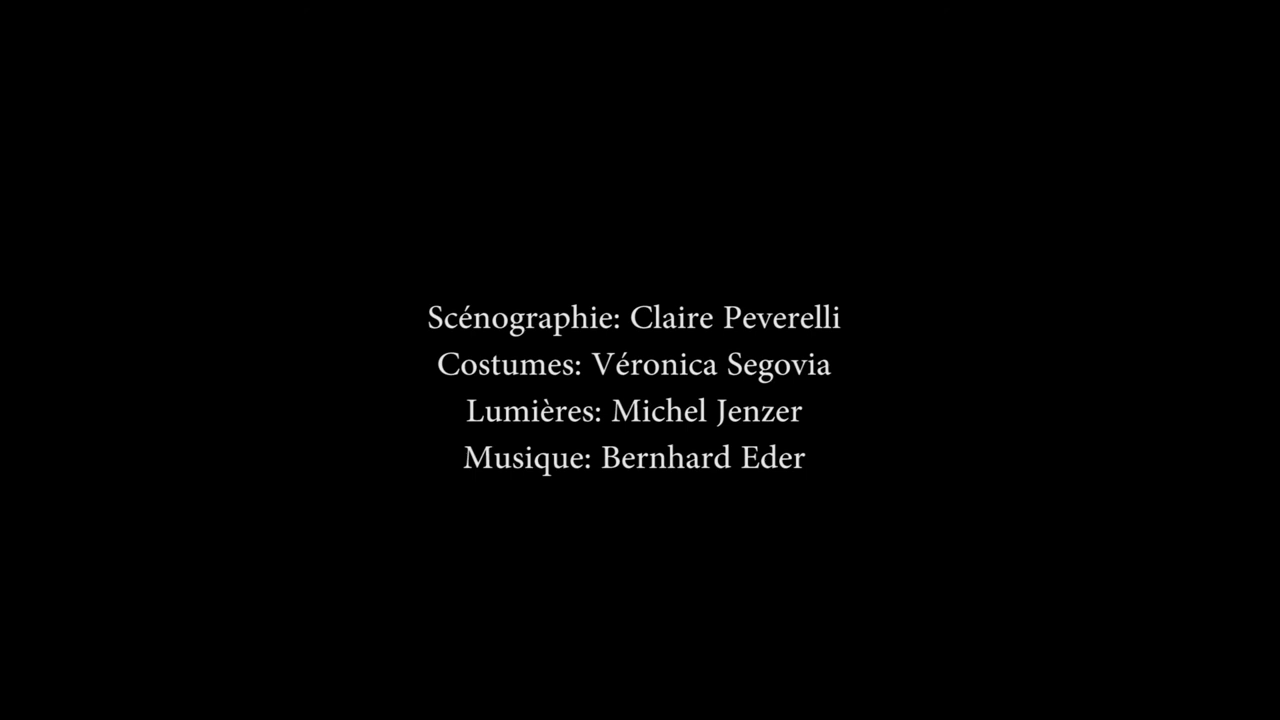 Scénographie: Claire Peverelli
Costumes: Véronica Segovia
Lumières: Michel Jenzer
Musique: Bernhard Eder